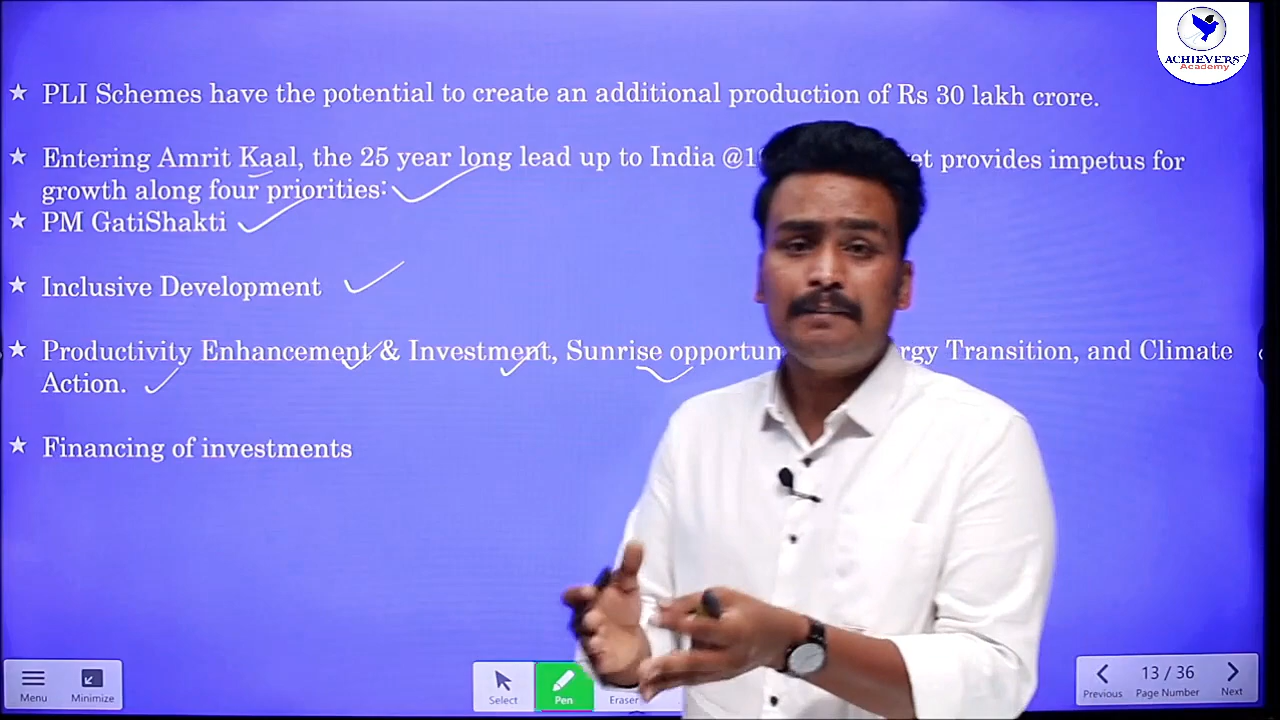 ACHIEVERS
Academy
★ PLI Schemes have the potential to create an additional production of Rs 30 lakh crore.
★ Entering Amrit Kaal, the 25 year long lead up to India @1 provides impetus for
growth along four priorities:
★ PM GatiShakti
★ Inclusive Development
★ Productivity Enhancement & Investment, Sunrise Transition, and Climate
Action.
★ Financing of investments
Menu
Minimize
Select
Pen
Eraser
Previous
13 / 36
Page Number
Next